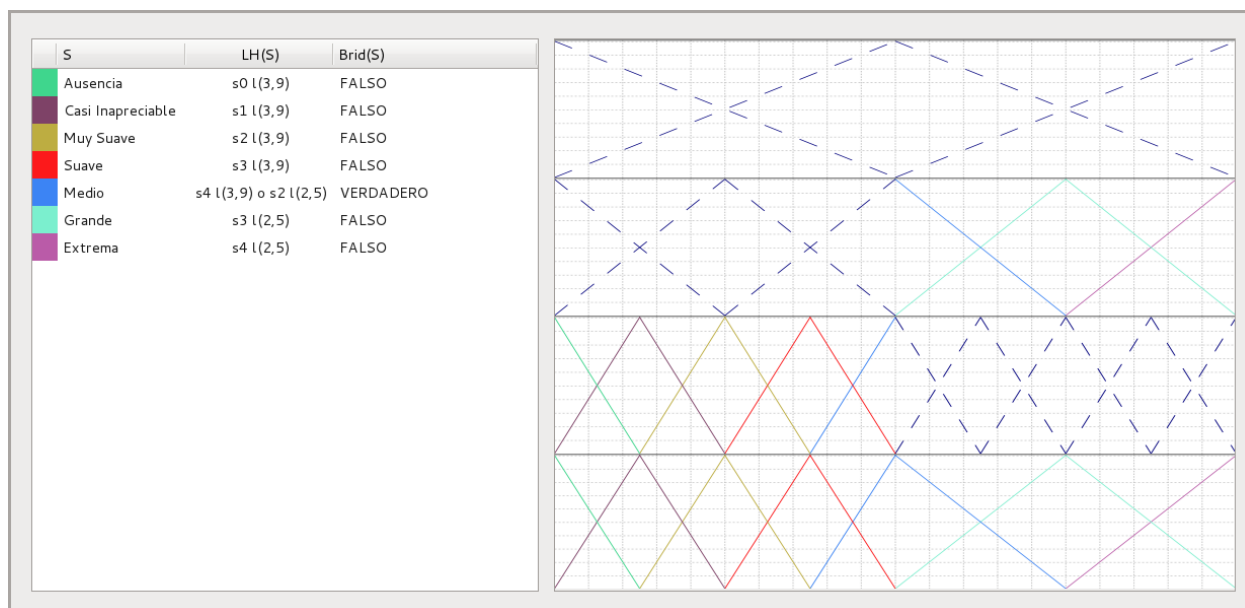 S LH(S) Brid(S)
Ausencia s0 l(3,9) FALSO
Casi Inapreciable s1 l(3,9) FALSO
Muy Suave s2 l(3,9) FALSO
Suave s3 l(3,9) FALSO
Medio s4 l(3,9) o s2 l(2,5) VERDADERO
Grande s3 l(2,5) FALSO
Extrema s4 l(2,5) FALSO